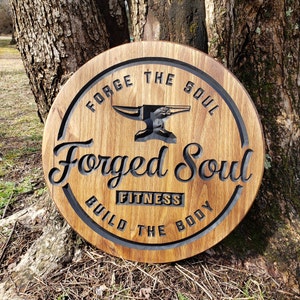 FORGE THE SOUL
Forged Soul
FITNESS
BUILD THE BODY